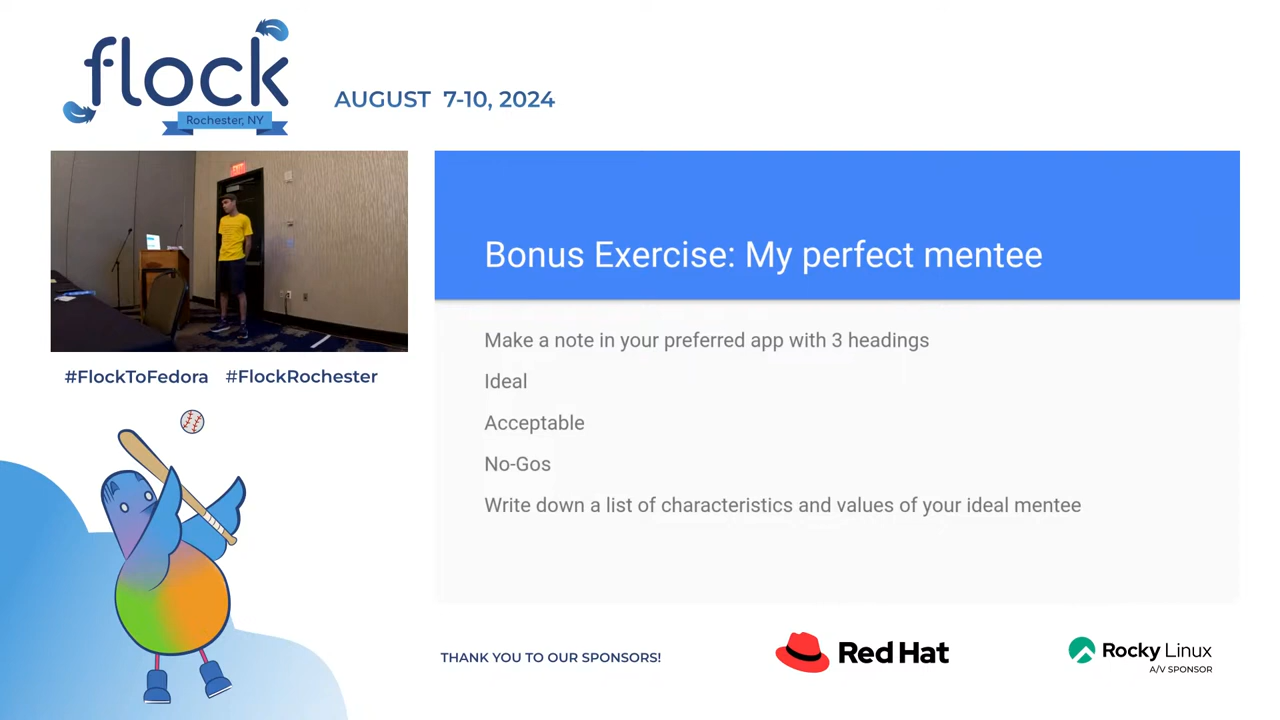 flock
Rochester, NY
AUGUST 7-10, 2024
EXIT
Bonus Exercise: My perfect mentee
Make a note in your preferred app with 3 headings
Ideal
Acceptable
No-Gos
Write down a list of characteristics and values of your ideal mentee
#FlockToFedora #FlockRochester
THANK YOU TO OUR SPONSORS!
Red Hat
Rocky Linux
A/V SPONSOR